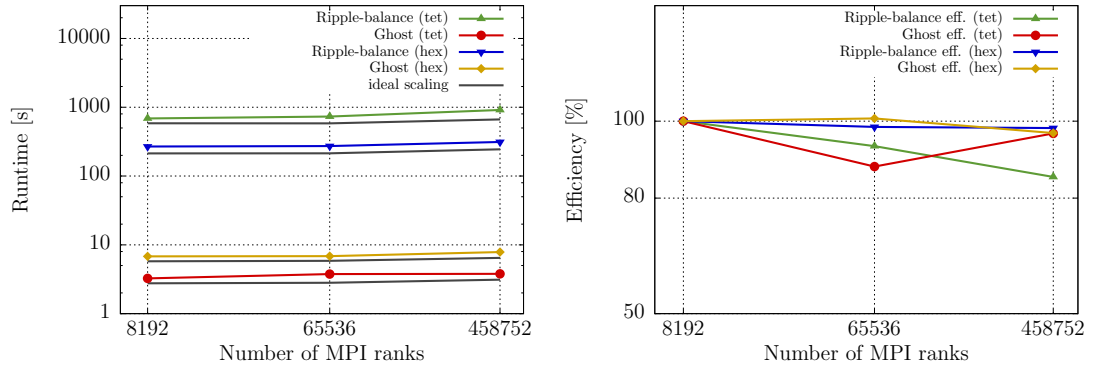 Ripple-balance (tet)
Ghost (tet)
Ripple-balance (hex)
Ghost (hex)
ideal scaling
10000
1000
100
10
1
Runtime [s]
8192
65536
458752
Number of MPI ranks
Ripple-balance eff. (tet)
Ghost eff. (tet)
Ripple-balance eff. (hex)
Ghost eff. (hex)
100
80
50
Efficiency [%]
8192
65536
458752
Number of MPI ranks